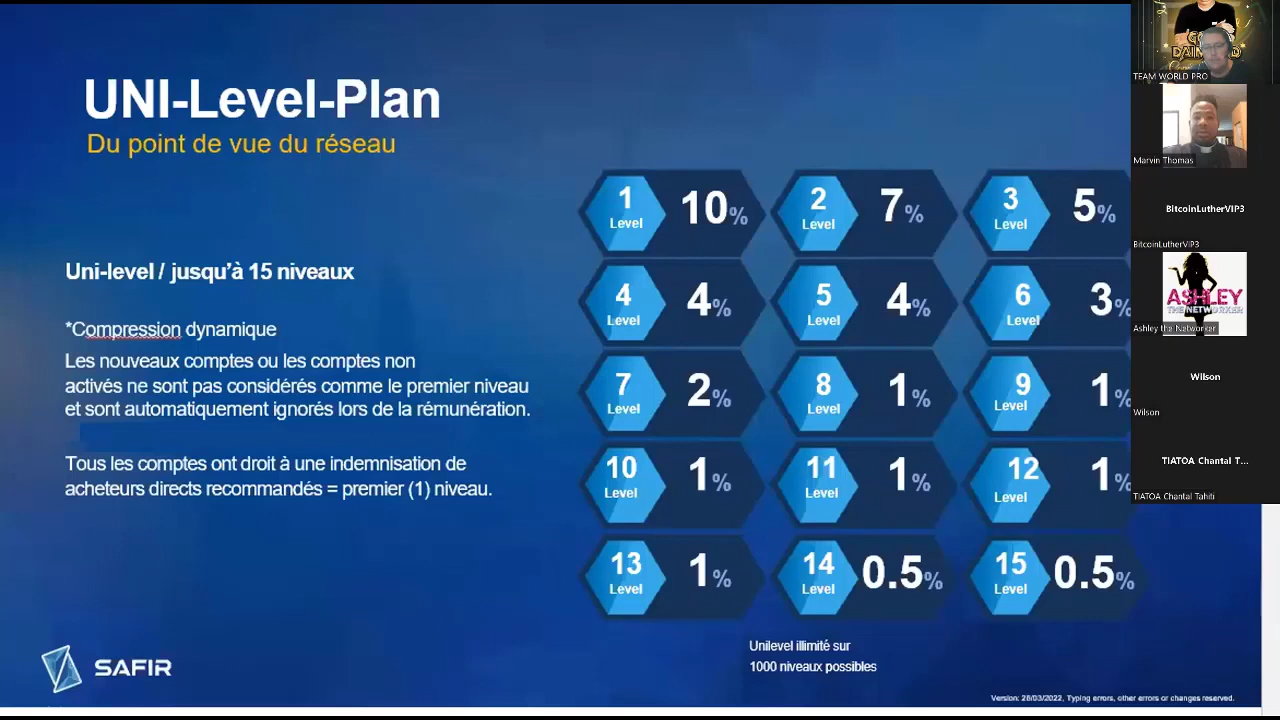 UNI-Level-Plan
Du point de vue du réseau
Uni-level / jusqu'à 15 niveaux
*Compression dynamique
Les nouveaux comptes ou les comptes non
activés ne sont pas considérés comme le premier niveau
et sont automatiquement ignorés lors de la rémunération.
Tous les comptes ont droit à une indemnisation de
acheteurs directs recommandés = premier (1) niveau.
1 Level 10%
2 Level 7%
3 Level 5%
4 Level 4%
5 Level 4%
6 Level 3%
7 Level 2%
8 Level 1%
9 Level 1%
10 Level 1%
11 Level 1%
12 Level 1%
13 Level 1%
14 Level 0.5%
15 Level 0.5%
Unilevel illimité sur
1000 niveaux possibles
SAFIR
Version: 28/03/2022, Typing errors, other errors or changes reserved.
TEAM WORLD PRO
Marvin Thomas
BitcoinLutherVIP3
BitcoinLutherVIP3
ASHLEY
THE NETWORKER
Ashley the Networker
Wilson
Wilson
TIATOA Chantal T...
TIATOA Chantal Tahiti